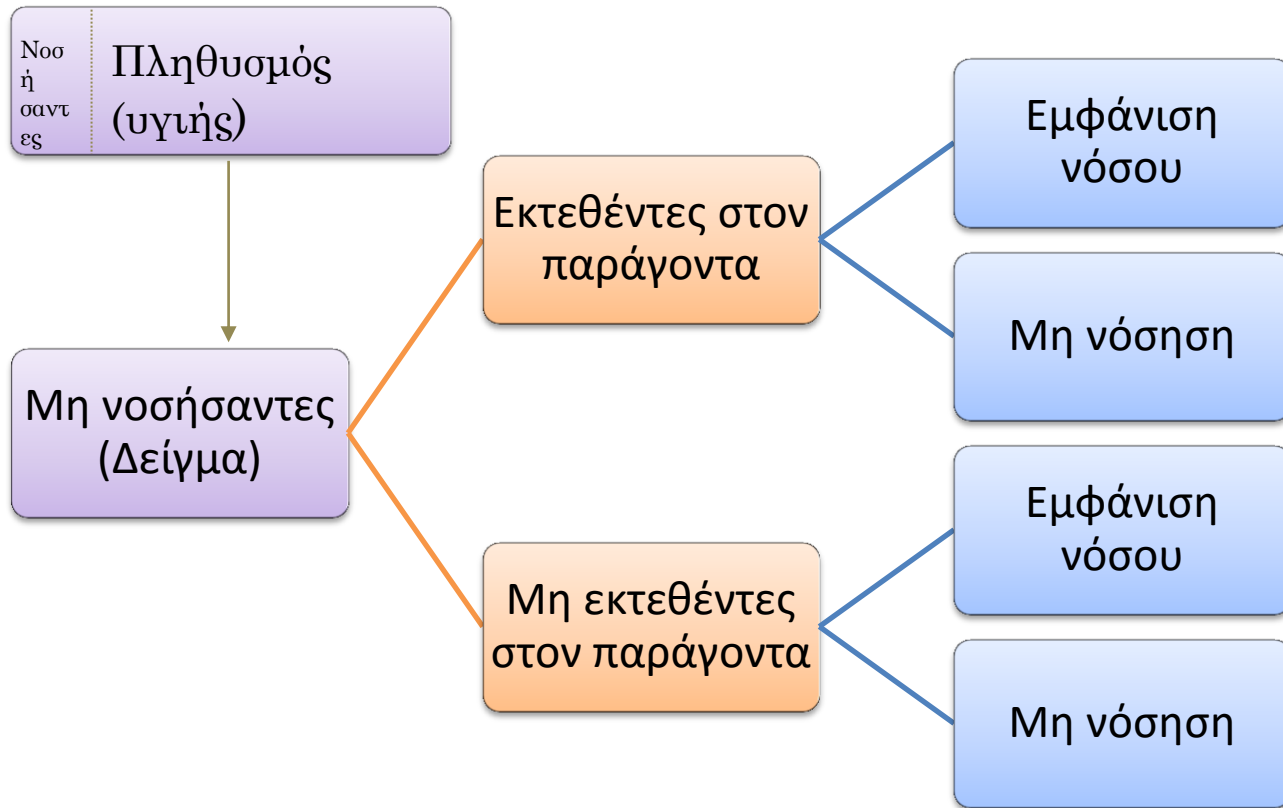 Νοσ
ή
σαντ
ες
Πληθυσμός
(υγιής)
Εμφάνιση
νόσου
Εκτεθέντες στον
παράγοντα
Μη νόσηση
Μη νοσήσαντες
(Δείγμα)
Εμφάνιση
νόσου
Μη εκτεθέντες
στον παράγοντα
Μη νόσηση